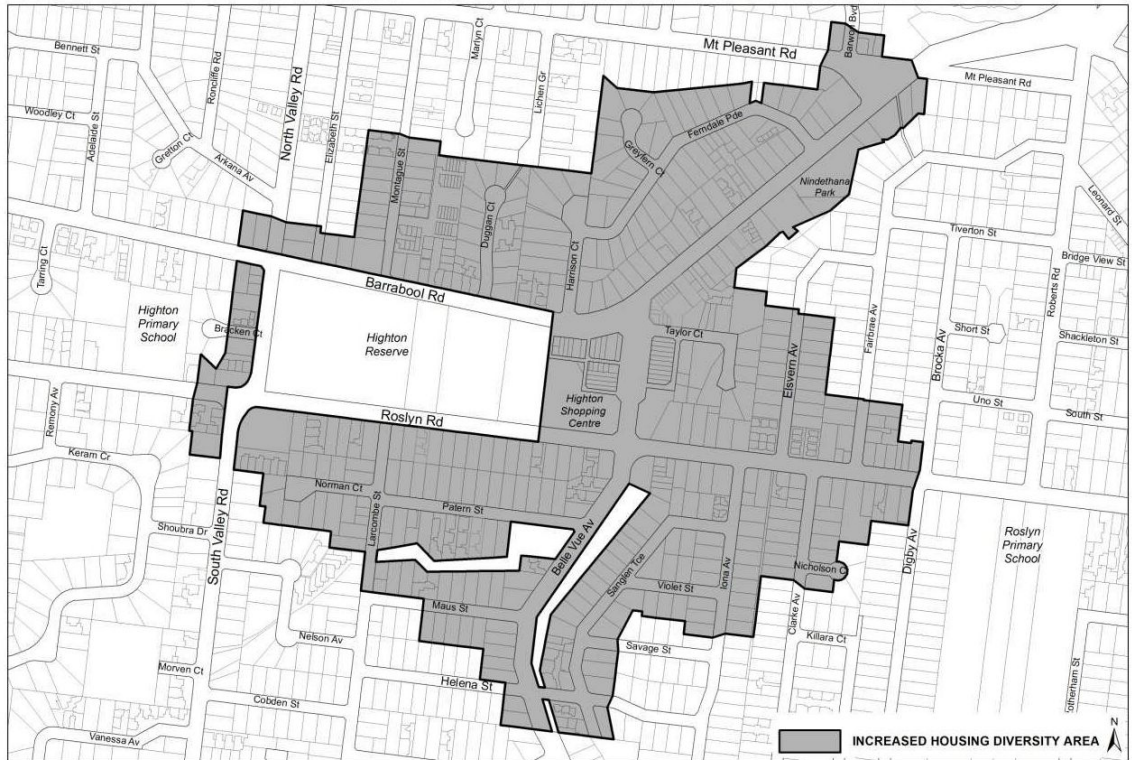 Bennett St
Roncliffe Rd
Woodley Ct
Adelaide St
Gretton Ct
Arkana Av
North Valley Rd
Elizabeth St
Marlyn Ct
Lichen Gr
Montague St
Duggan Ct
Harrison Ct
Greyfern Ct
Ferndale Pde
Mt Pleasant Rd
Barwon Bvd
Mt Pleasant Rd
Nindethana
Park
Leonard St
Tiverton St
Bridge View St
Roberts Rd
Short St
Shackleton St
Brocka Av
Fairbrae Av
Uno St
South St
Tarring Ct
Highton
Primary
School
Bracken Ct
Barrabool Rd
Highton
Reserve
Taylor Ct
Elsvern Av
Highton
Shopping
Centre
Roslyn Rd
Remony Av
Keram Cr
Shoubra Dr
South Valley Rd
Norman Ct
Larcombe St
Patern St
Belle Vue Av
Sanglen Tce
Violet St
Iona Av
Nicholson C
Clarke Av
Killara Ct
Digby Av
Roslyn
Primary
School
Maus St
Nelson Av
Savage St
Helena St
Morven Ct
Cobden St
Vanessa Av
Rotherham St
INCREASED HOUSING DIVERSITY AREA
N